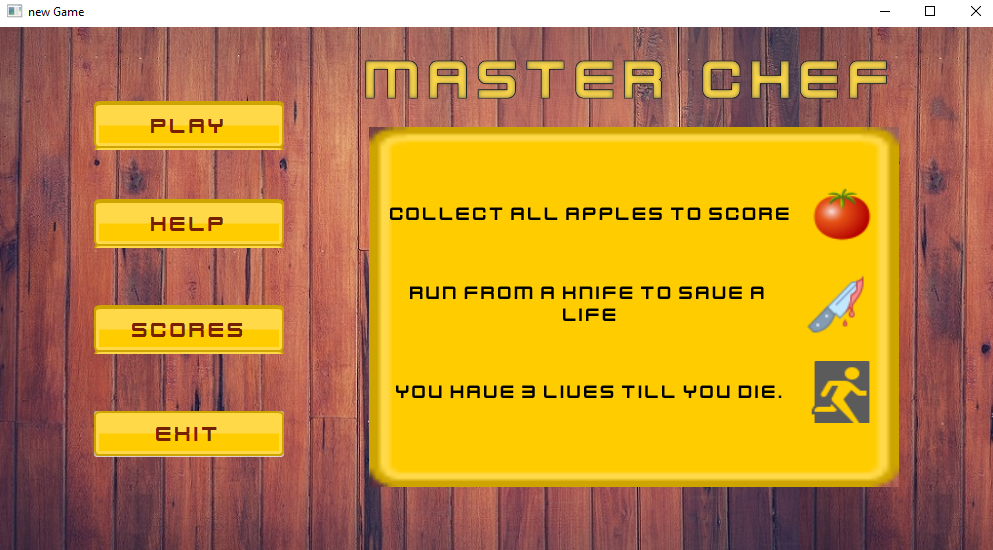 new Game
MASTER CHEF
PLAY
HELP
SCORES
EXIT
COLLECT ALL APPLES TO SCORE
RUN FROM A KNIFE TO SAVE A
LIFE
YOU HAVE 3 LIVES TILL YOU DIE.